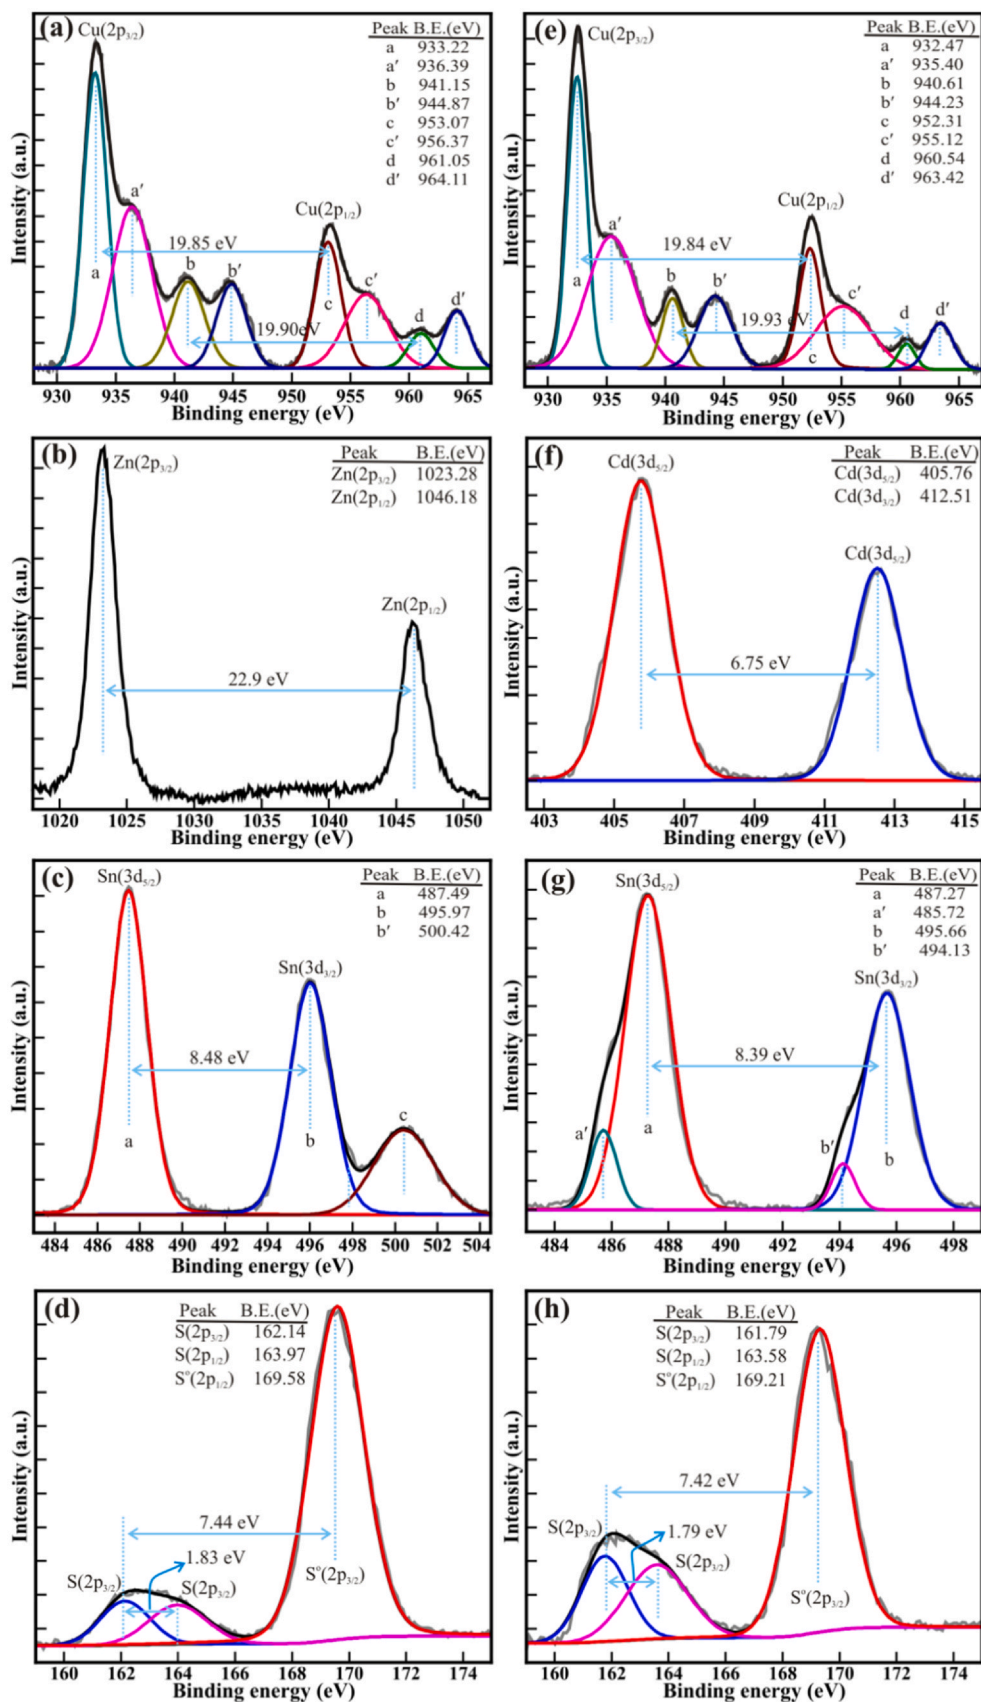 (a)
Cu(2p3/2)
Peak B.E.(eV)
a 933.22
a′ 936.39
b 941.15
b′ 944.87
c 953.07
c′ 956.37
d 961.05
d′ 964.11
a′
Cu(2p1/2)
19.85 eV
a
b
b′
c
c′
d
d′
19.90eV
Intensity (a.u.)
930 935 940 945 950 955 960 965
Binding energy (eV)
(e)
Cu(2p3/2)
Peak B.E.(eV)
a 932.47
a′ 935.40
b 940.61
b′ 944.23
c 952.31
c′ 955.12
d 960.54
d′ 963.42
a′
Cu(2p1/2)
19.84 eV
a
b
b′
c′
d
d′
19.93 eV
c
Intensity (a.u.)
930 935 940 945 950 955 960 965
Binding energy (eV)
(b)
Zn(2p3/2)
Peak B.E.(eV)
Zn(2p3/2) 1023.28
Zn(2p1/2) 1046.18
Zn(2p1/2)
22.9 eV
Intensity (a.u.)
1020 1025 1030 1035 1040 1045 1050
Binding energy (eV)
(f)
Cd(3d5/2)
Peak B.E.(eV)
Cd(3d5/2) 405.76
Cd(3d3/2) 412.51
Cd(3d5/2)
6.75 eV
Intensity (a.u.)
403 405 407 409 411 413 415
Binding energy (eV)
(c)
Sn(3d5/2)
Peak B.E.(eV)
a 487.49
b 495.97
b′ 500.42
Sn(3d3/2)
8.48 eV
a
b
c
Intensity (a.u.)
484 486 488 490 492 494 496 498 500 502 504
Binding energy (eV)
(g)
Sn(3d5/2)
Peak B.E.(eV)
a 487.27
a′ 485.72
b 495.66
b′ 494.13
Sn(3d3/2)
8.39 eV
a′
a
b′
b
Intensity (a.u.)
484 486 488 490 492 494 496 498
Binding energy (eV)
(d)
Peak B.E.(eV)
S(2p3/2) 162.14
S(2p1/2) 163.97
S°(2p1/2) 169.58
7.44 eV
1.83 eV
S(2p3/2)
S(2p3/2)
S°(2p3/2)
Intensity (a.u.)
160 162 164 166 168 170 172 174
Binding energy (eV)
(h)
Peak B.E.(eV)
S(2p3/2) 161.79
S(2p1/2) 163.58
S°(2p1/2) 169.21
7.42 eV
S(2p3/2)
1.79 eV
S(2p3/2)
S°(2p3/2)
Intensity (a.u.)
160 162 164 166 168 170 172 174
Binding energy (eV)